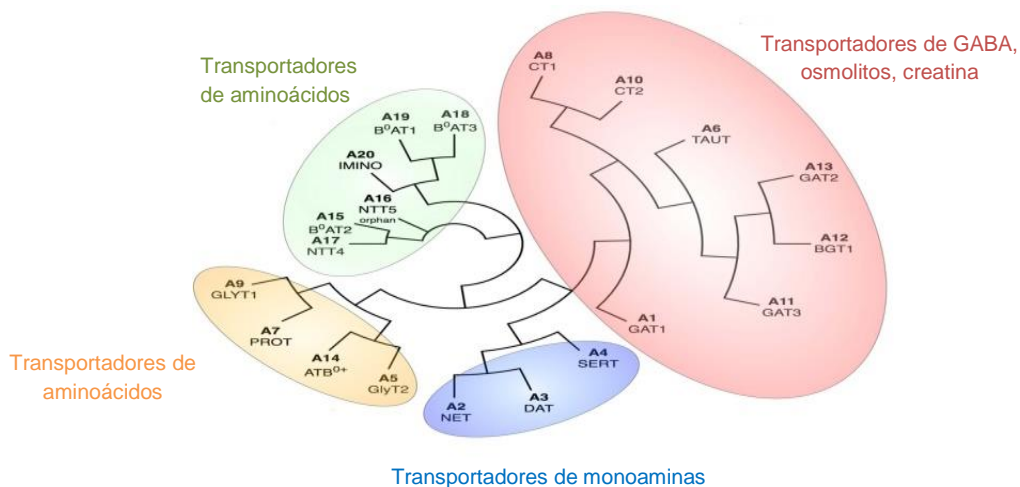 Transportadores de GABA,
osmolitos, creatina
Transportadores
de aminoácidos
A8
CT1
A10
CT2
A6
TAUT
A13
GAT2
A12
BGT1
A11
GAT3
A1
GAT1
A19
B⁰AT1
A18
B⁰AT3
A20
IMINO
A16
NTT5
orphan
A15
B⁰AT2
A17
NTT4
A9
GLYT1
A7
PROT
A14
ATB⁰⁺
A5
GlyT2
A4
SERT
A3
DAT
A2
NET
Transportadores de
aminoácidos
Transportadores de monoaminas